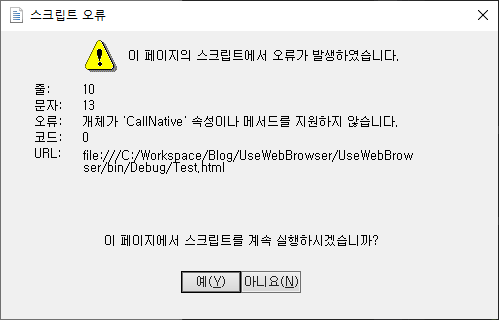 스크립트 오류
이 페이지의 스크립트에서 오류가 발생하였습니다.
줄: 10
문자: 13
오류: 개체가 'CallNative' 속성이나 메서드를 지원하지 않습니다.
코드: 0
URL: file:///C:/Workspace/Blog/UseWebBrowser/UseWebBrow
ser/bin/Debug/Test.html
이 페이지에서 스크립트를 계속 실행하시겠습니까?
예(Y) 아니요(N)